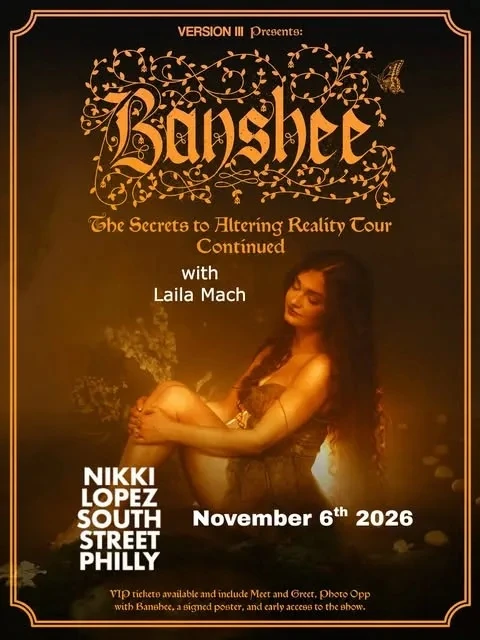 VERSION III Presents:
Banshee
The Secrets to Altering Reality Tour
Continued
with
Laila Mach
NIKKI
LOPEZ
SOUTH
STREET
PHILLY
November 6th 2026
VIP tickets available and include Meet and Greet, Photo Opp
with Banshee, a signed poster, and early access to the show.